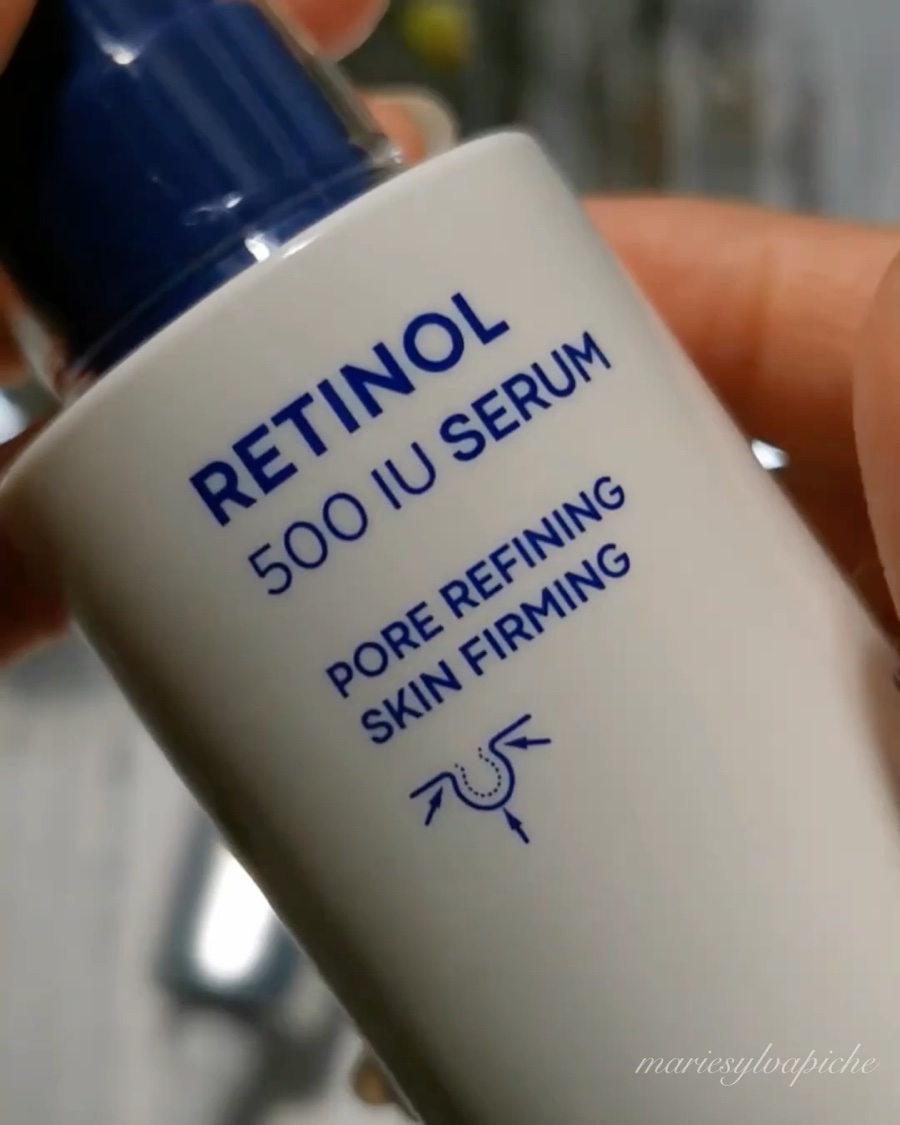 RETINOL
500 IU SERUM
PORE REFINING
SKIN FIRMING
mariesylvapiche